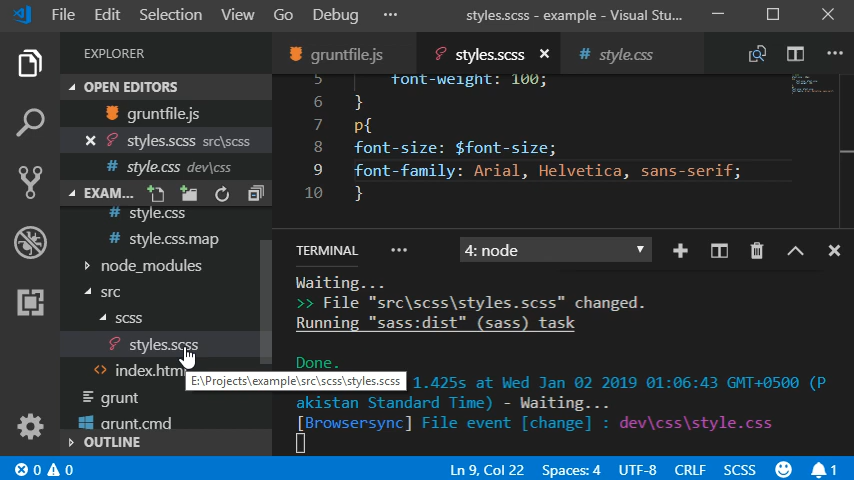 File Edit Selection View Go Debug ··· styles.scss - example - Visual Stu...
EXPLORER
gruntfile.js styles.scss style.css
OPEN EDITORS
gruntfile.js
styles.scss src\scss
style.css dev\css
EXAM...
style.css
style.css.map
node_modules
src
scss
styles.scss
index.htm
grunt
grunt.cmd
OUTLINE
5 font-weight: 100;
6 }
7 p{
8 font-size: $font-size;
9 font-family: Arial, Helvetica, sans-serif;
10 }
TERMINAL ··· 4: node
Waiting...
>> File "src\scss\styles.scss" changed.
Running "sass:dist" (sass) task
Done.
E:\Projects\example\src\scss\styles.scss
1.425s at Wed Jan 02 2019 01:06:43 GMT+0500 (P
akistan Standard Time) - Waiting...
[Browsersync] File event [change] : dev\css\style.css
0 0 Ln 9, Col 22 Spaces: 4 UTF-8 CRLF SCSS 1